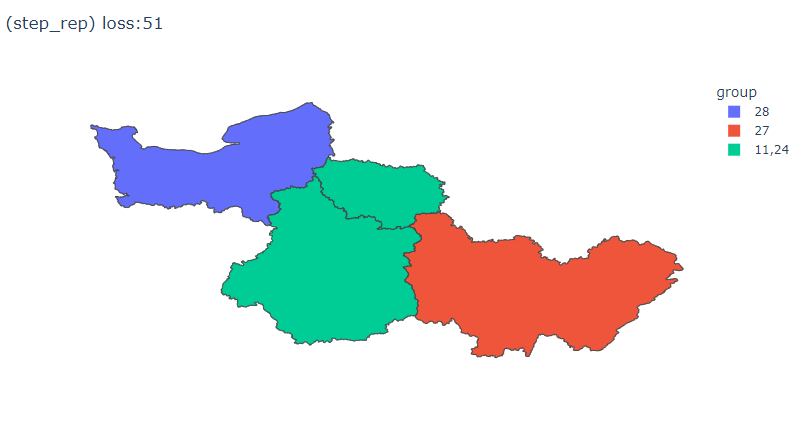 (step_rep) loss:51
group
28
27
11,24